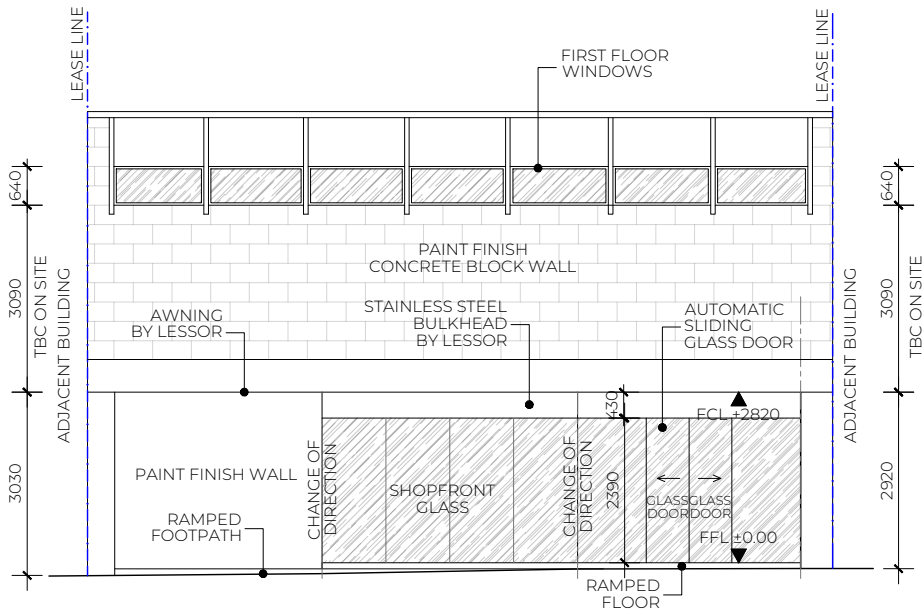 LEASE LINE
LEASE LINE
FIRST FLOOR
WINDOWS
640
640
PAINT FINISH
CONCRETE BLOCK WALL
3090
TBC ON SITE
ADJACENT BUILDING
AWNING
BY LESSOR
STAINLESS STEEL
BULKHEAD
BY LESSOR
AUTOMATIC
SLIDING
GLASS DOOR
ADJACENT BUILDING
3090
TBC ON SITE
430
FCL +2820
3030
PAINT FINISH WALL
CHANGE OF
DIRECTION
SHOPFRONT
GLASS
CHANGE OF
DIRECTION
2390
GLASS
DOOR
GLASS
DOOR
2920
RAMPED
FOOTPATH
FFL ±0.00
RAMPED
FLOOR